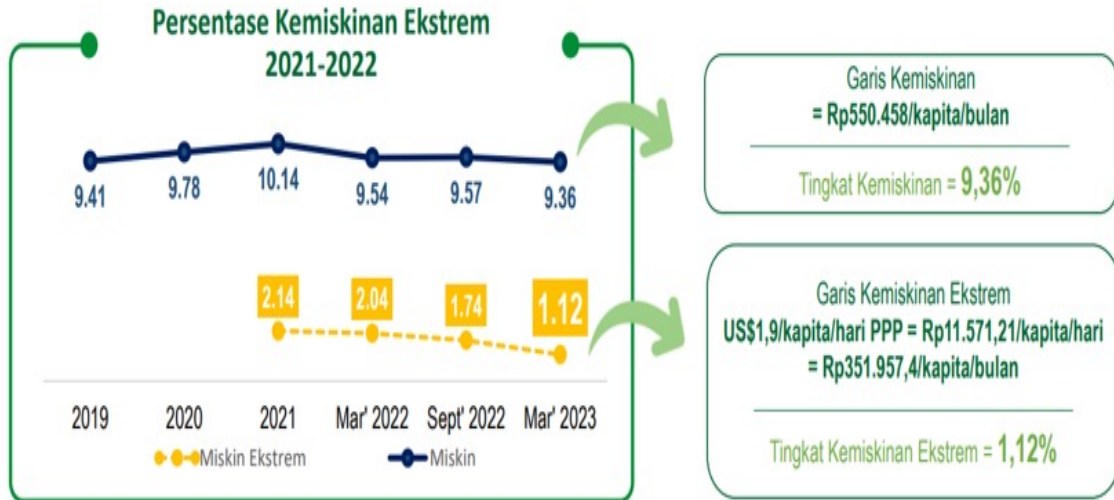 Persentase Kemiskinan Ekstrem
2021-2022
9.41
9.78
10.14
9.54
9.57
9.36
2.14
2.04
1.74
1.12
2019
2020
2021
Mar' 2022
Sept' 2022
Mar' 2023
Miskin Ekstrem
Miskin
Garis Kemiskinan
= Rp550.458/kapita/bulan
Tingkat Kemiskinan = 9,36%
Garis Kemiskinan Ekstrem
US$1,9/kapita/hari PPP = Rp11.571,21/kapita/hari
= Rp351.957,4/kapita/bulan
Tingkat Kemiskinan Ekstrem = 1,12%